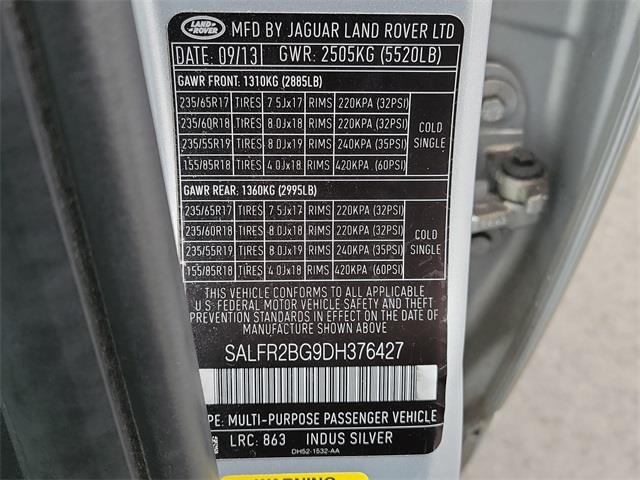 LAND ROVER MFD BY JAGUAR LAND ROVER LTD
DATE: 09/13 GWR: 2505KG (5520LB)
GAWR FRONT: 1310KG (2885LB)
235/65R17 TIRES 7.5Jx17 RIMS 220KPA (32PSI)
235/60R18 TIRES 8.0Jx18 RIMS 220KPA (32PSI)
235/55R19 TIRES 8.0Jx19 RIMS 240KPA (35PSI)
155/85R18 TIRES 4.0Jx18 RIMS 420KPA (60PSI)
COLD
SINGLE
GAWR REAR: 1360KG (2995LB)
235/65R17 TIRES 7.5Jx17 RIMS 220KPA (32PSI)
235/60R18 TIRES 8.0Jx18 RIMS 220KPA (32PSI)
235/55R19 TIRES 8.0Jx19 RIMS 240KPA (35PSI)
155/85R18 TIRES 4.0Jx18 RIMS 420KPA (60PSI)
COLD
SINGLE
THIS VEHICLE CONFORMS TO ALL APPLICABLE
U.S. FEDERAL MOTOR VEHICLE SAFETY AND THEFT
PREVENTION STANDARDS IN EFFECT ON THE DATE
OF MANUFACTURE SHOWN ABOVE
SALFR2BG9DH376427
PE: MULTI-PURPOSE PASSENGER VEHICLE
LRC: 863 INDUS SILVER
DH52-1532-AA
WARNING